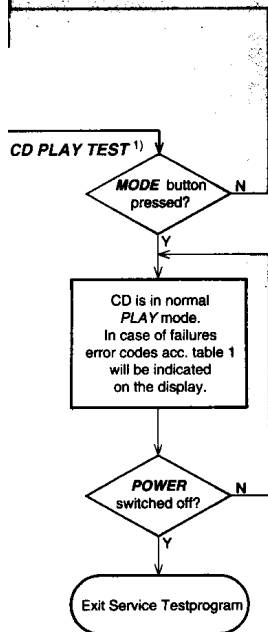 CD PLAY TEST 1)
MODE button
pressed?
N
Y
CD is in normal
PLAY mode.
In case of failures
error codes acc. table 1
will be indicated
on the display.
POWER
switched off?
N
Y
Exit Service Testprogram